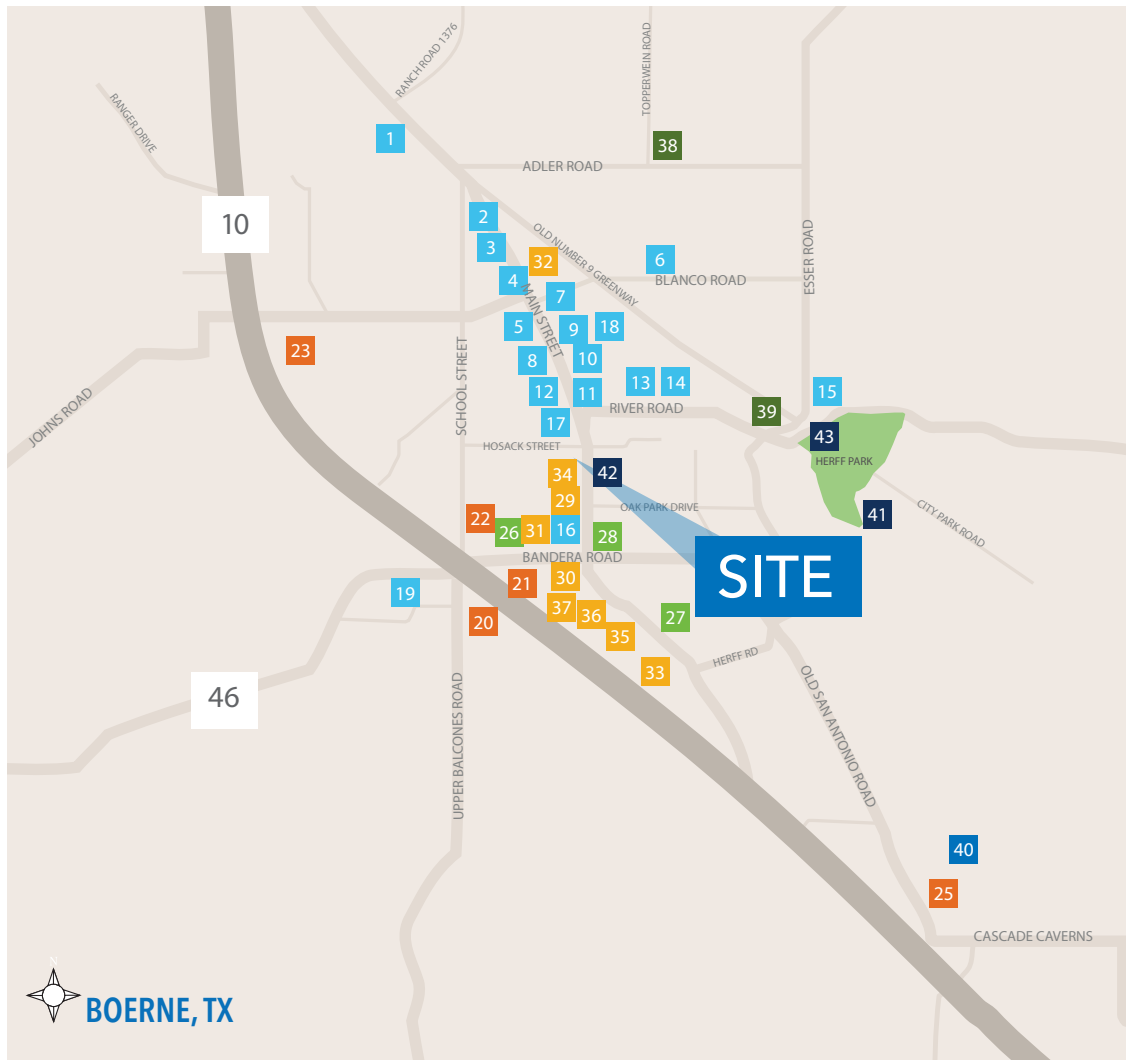 RANCH ROAD 1376
TOPPERWEIN ROAD
RANGER DRIVE
1
38
ADLER ROAD
10
2
3
OLD NUMBER 9 GREENWAY
32
6
ESSER ROAD
4
BLANCO ROAD
7
MAIN STREET
5
9
18
23
8
10
SCHOOL STREET
12
11
13
14
15
JOHNS ROAD
RIVER ROAD
39
17
43
HOSACK STREET
HERFF PARK
34
42
29
OAK PARK DRIVE
41
CITY PARK ROAD
22
26
31
16
28
BANDERA ROAD
SITE
21
30
19
37
36
27
20
35
HERFF RD
33
46
OLD SAN ANTONIO ROAD
UPPER BALCONES ROAD
40
25
CASCADE CAVERNS
N
BOERNE, TX